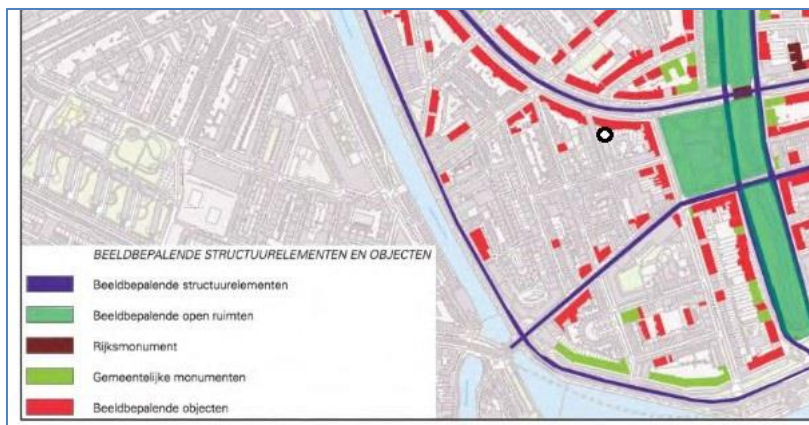 BEELDBEPALENDE STRUCTUURELEMENTEN EN OBJECTEN
Beeldbepalende structuurelementen
Beeldbepalende open ruimten
Rijksmonument
Gemeentelijke monumenten
Beeldbepalende objecten